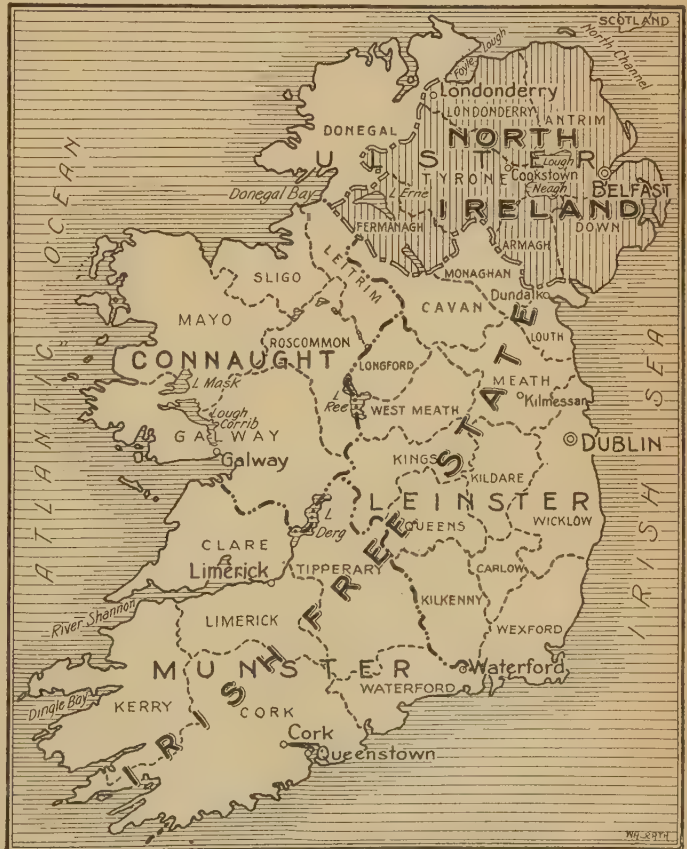 SCOTLAND
North Channel
Foyle Lough
Londonderry
LONDONDERRY
ANTRIM
DONEGAL
NORTH
ULSTER
TYRONE
Cookstown
Lough
Neagh
BELFAST
Donegal Bay
L Erne
IRELAND
FERMANAGH
ARMAGH
DOWN
MONAGHAN
SLIGO
LEITRIM
CAVAN
Dundalk
MAYO
ROSCOMMON
LOUTH
CONNAUGHT
LONGFORD
MEATH
L Mask
L
Ree
WEST MEATH
Kilmessan
Lough
Corrib
GALWAY
Galway
DUBLIN
KINGS
KILDARE
LEINSTER
L
Derg
QUEENS
WICKLOW
CLARE
Limerick
TIPPERARY
CARLOW
River Shannon
LIMERICK
KILKENNY
WEXFORD
MUNSTER
Waterford
WATERFORD
Dingle Bay
KERRY
CORK
Cork
Queenstown
IRISH FREE STATE
ATLANTIC OCEAN
IRISH SEA